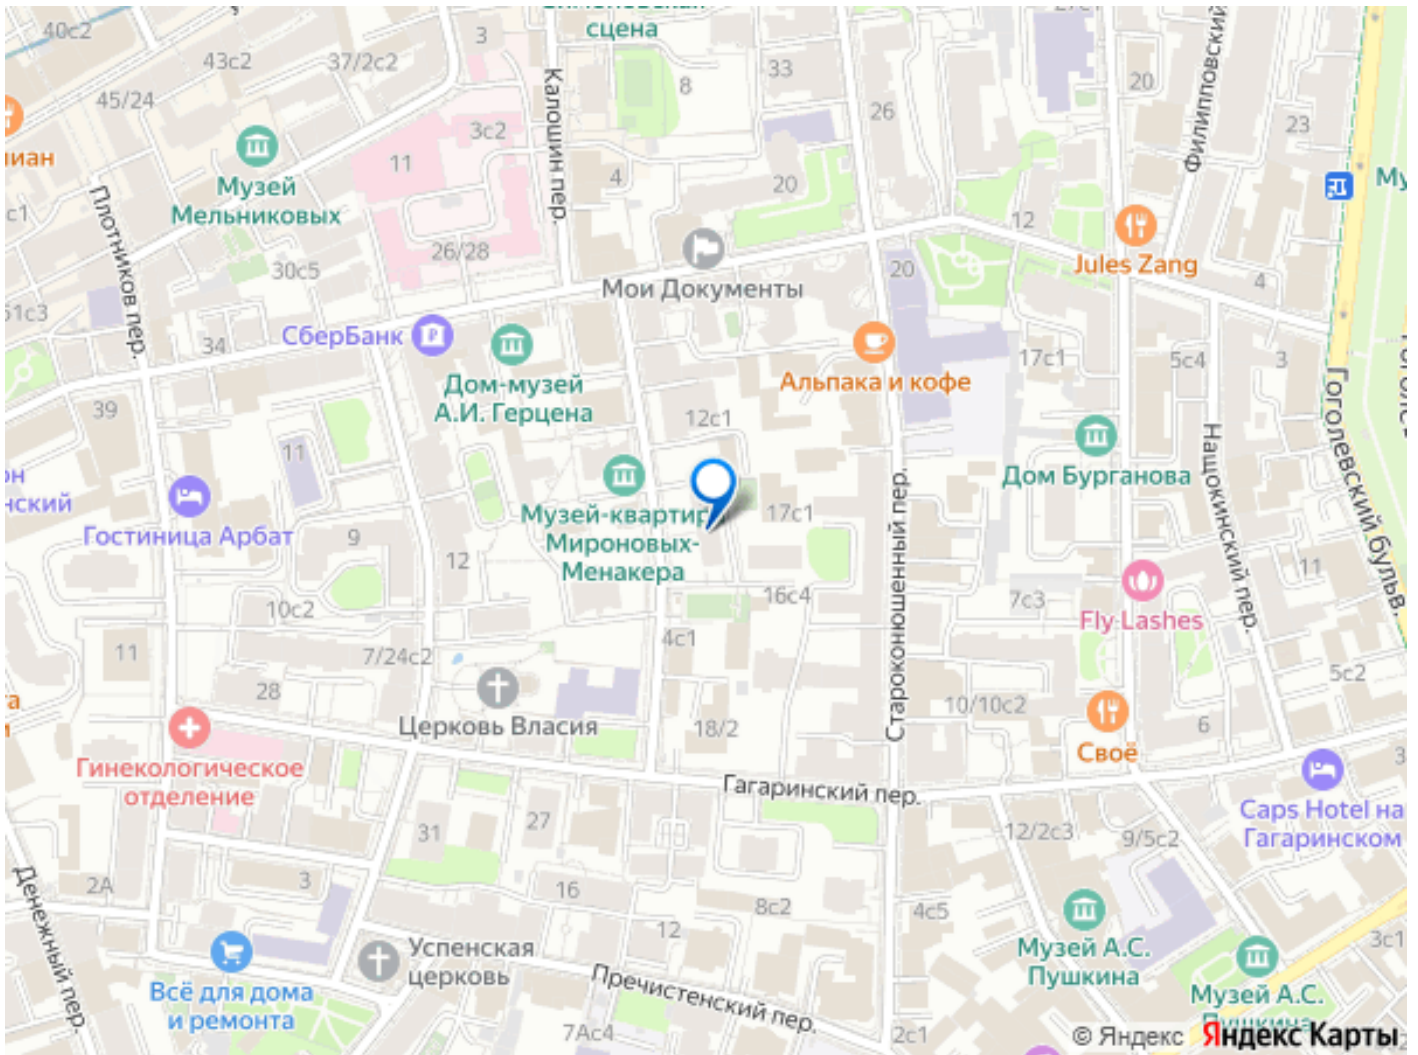 сцена
40с2
3
43с2
37/2с2
33
8
20
45/24
26
23
3с2
11
4
20
12
Калошин пер.
Филипповский
Музей
Мельниковых
Плотников пер.
26/28
30с5
20
4
Jules Zang
Мои Документы
СберБанк
34
Дом-музей
А.И. Герцена
Альпака и кофе
17с1
5с4
3
39
12с1
11
Дом Бурганова
Гоголевский бульв.
Нащокинский пер.
Староконюшенный пер.
Гостиница Арбат
Музей-квартира
Мироновых-
Менакера
17с1
9
12
10с2
16с4
7с3
11
Fly Lashes
4с1
11
7/24с2
28
5с2
Церковь Власия
18/2
10/10с2
6
Своё
Гинекологическое
отделение
Гагаринский пер.
Caps Hotel на
Гагаринском
31
27
12/2с3
9/5с2
Денежный пер.
2А
3
16
8с2
4с5
12
Всё для дома
и ремонта
Успенская
церковь
Пречистенский пер.
Музей А.С.
Пушкина
Музей А.С.
Пушкина
3с1
7Ас4
2с1
© Яндекс Яндекс Карты